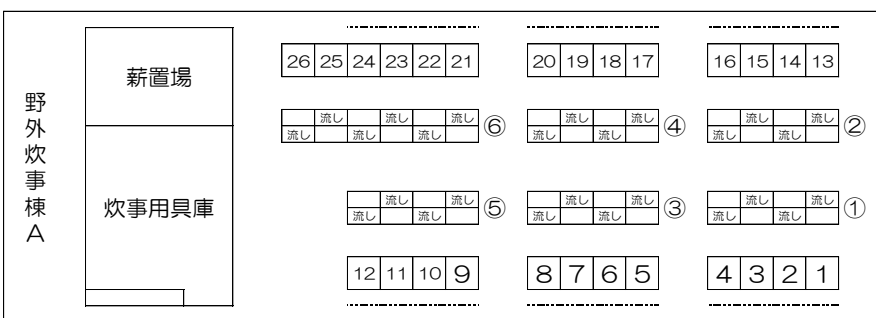 野外炊事棟A
薪置場
炊事用具庫
26 25 24 23 22 21
20 19 18 17
16 15 14 13
流し 流し 流し
流し 流し 流し
⑥
流し 流し
流し 流し
④
流し 流し
流し 流し
②
流し 流し
流し 流し
⑤
流し 流し
流し 流し
③
流し 流し
流し 流し
①
12 11 10 9
8 7 6 5
4 3 2 1